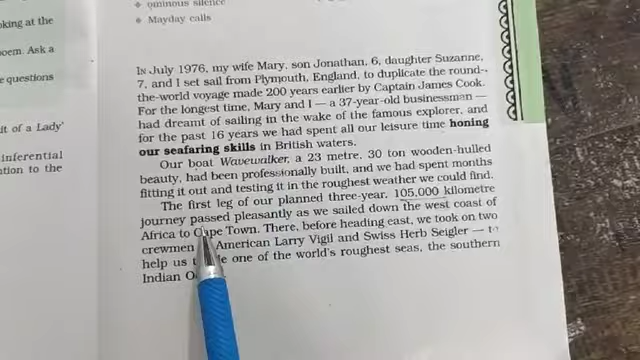 oking at the
oem. Ask a
e questions
it of a Lady'
inferential
ntion to the
❖ ominous silence
❖ Mayday calls
IN July 1976, my wife Mary, son Jonathan, 6, daughter Suzanne,
7, and I set sail from Plymouth, England, to duplicate the round-
the-world voyage made 200 years earlier by Captain James Cook.
For the longest time, Mary and I — a 37-year-old businessman —
had dreamt of sailing in the wake of the famous explorer, and
for the past 16 years we had spent all our leisure time honing
our seafaring skills in British waters.
Our boat Wavewalker, a 23 metre, 30 ton wooden-hulled
beauty, had been professionally built, and we had spent months
fitting it out and testing it in the roughest weather we could find.
The first leg of our planned three-year, 105,000 kilometre
journey passed pleasantly as we sailed down the west coast of
Africa to Cape Town. There, before heading east, we took on two
crewmen American Larry Vigil and Swiss Herb Seigler — to
help us one of the world's roughest seas, the southern
Indian